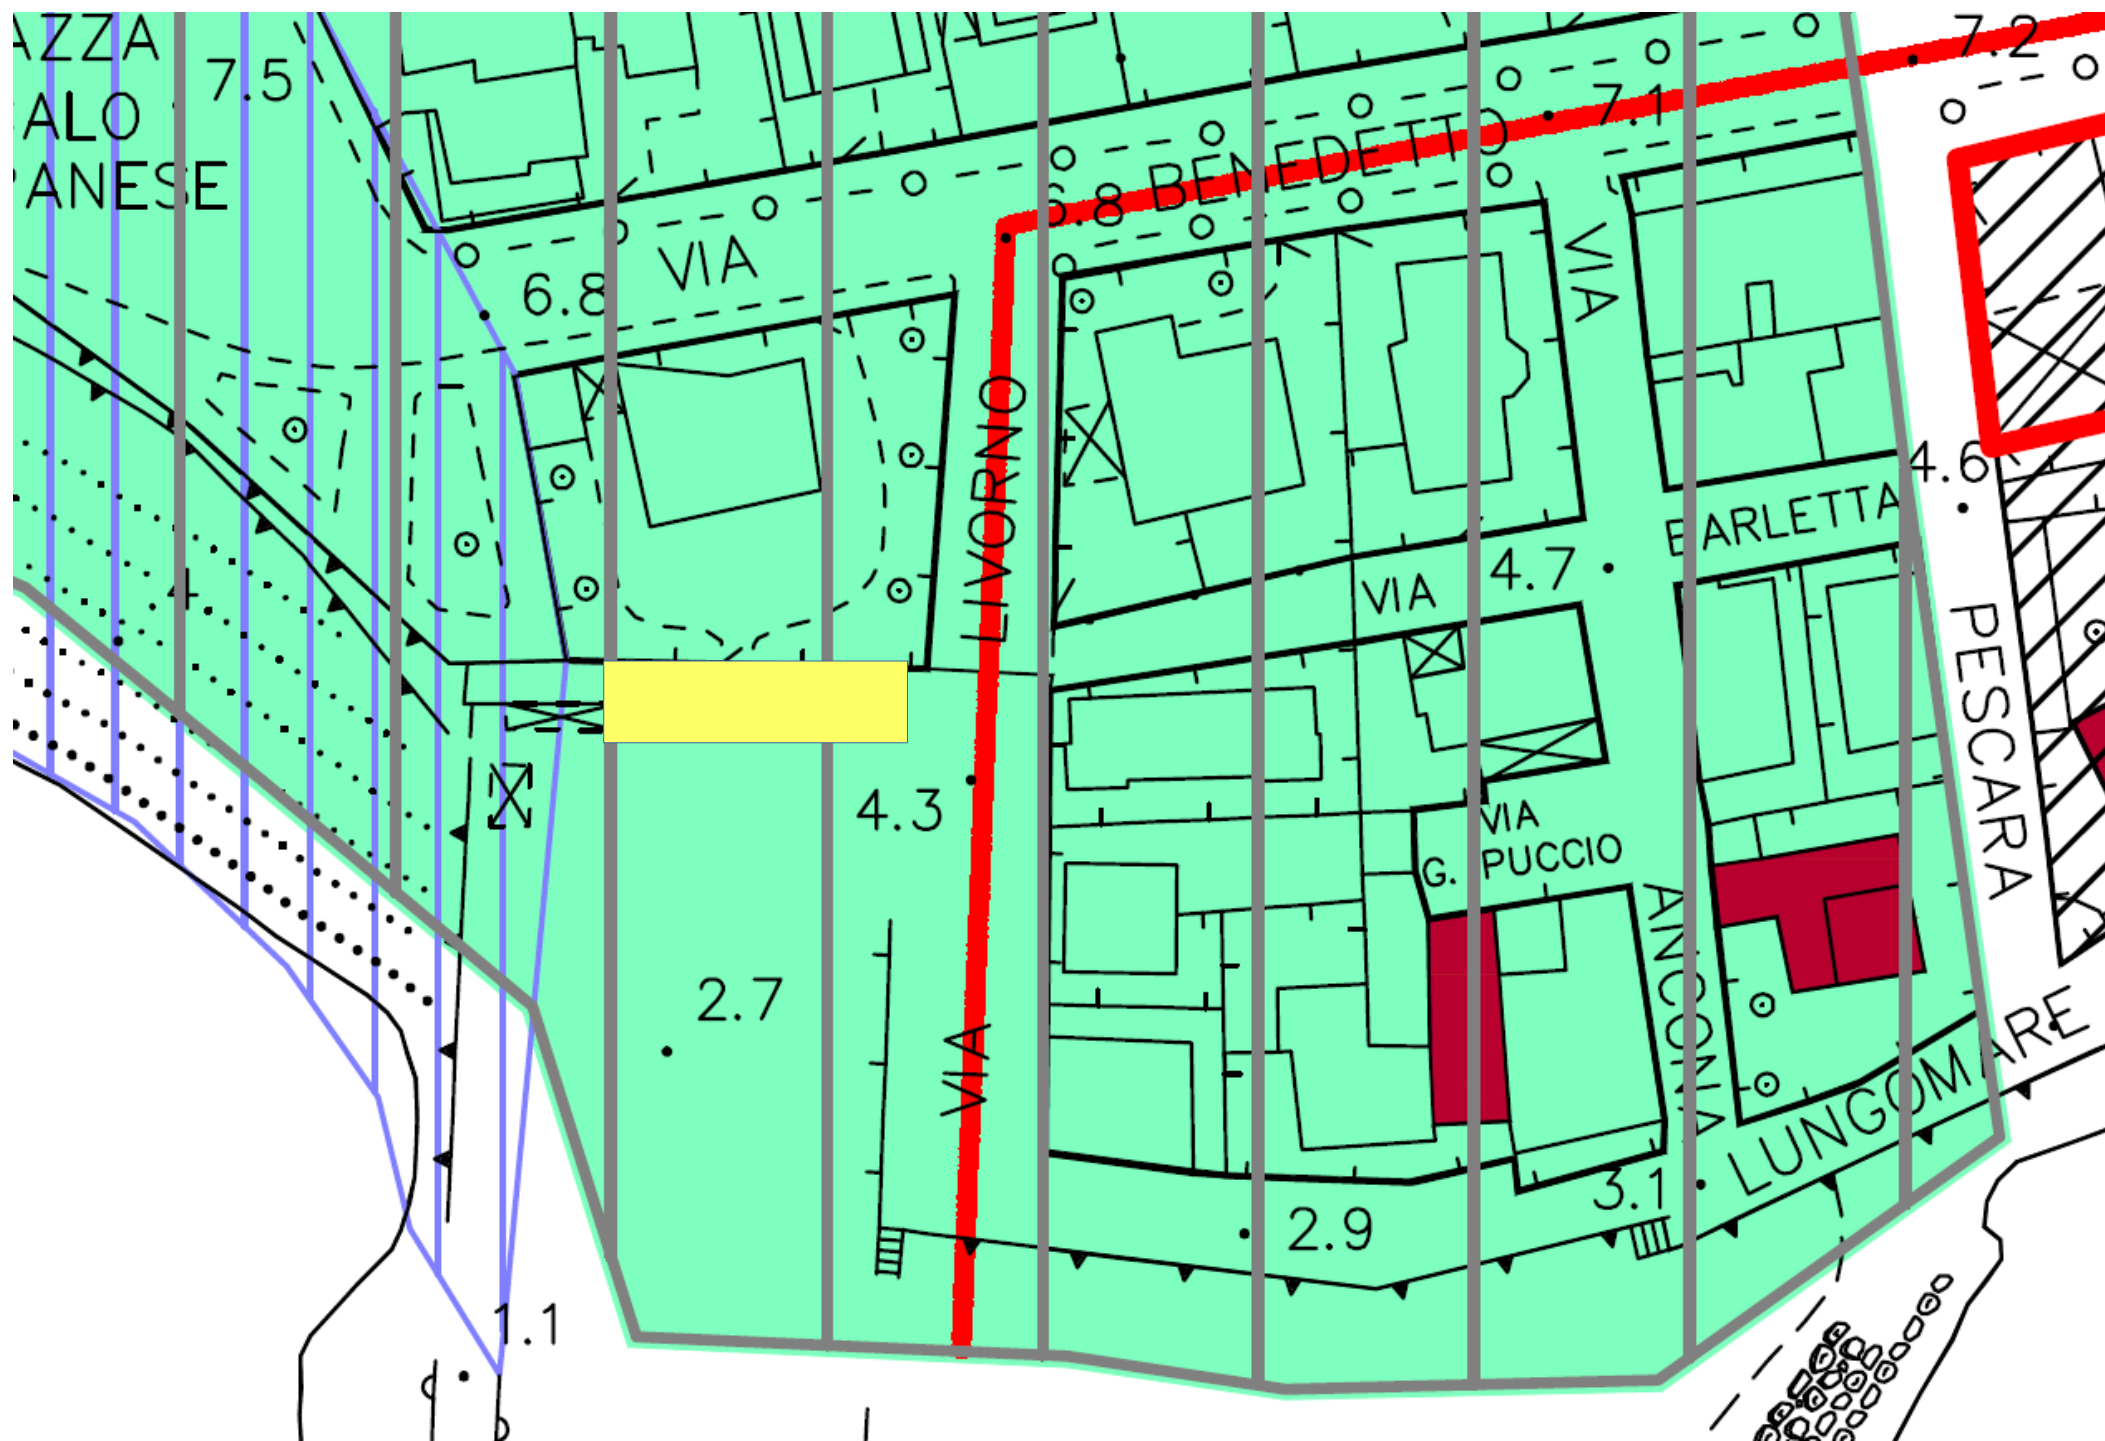 AZZA
7.5
ALO
ANESE
7.2
7.1
6.8 BENEDETTO
VIA
6.8
VIA
4.6
BARLETTA
LIVORNO
VIA 4.7
4
PESCARA
4.3
VIA
G. PUCCIO
ANCONA
2.7
VIA
LUNGOMARE
3.1
2.9
1.1